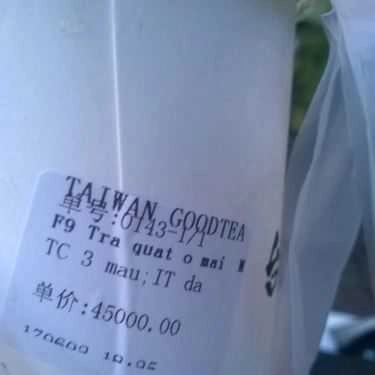 TAIWAN GOODTEA
单号:0143-1/1
F9 Tra quat o mai M
TC 3 mau;IT da
单价:45000.00